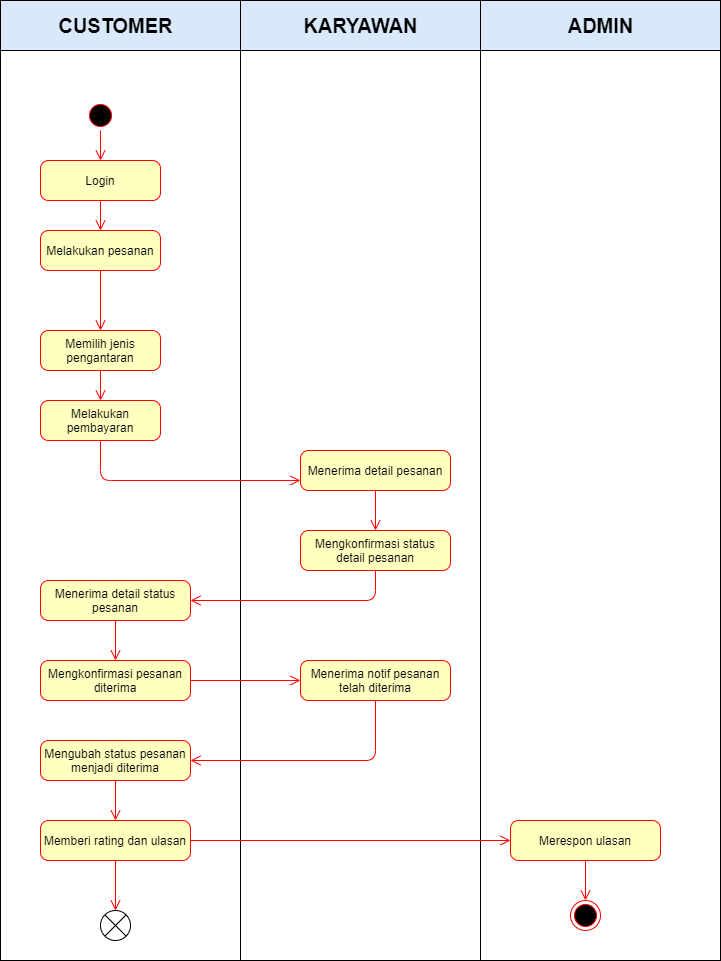 CUSTOMER
KARYAWAN
ADMIN
Login
Melakukan pesanan
Memilih jenis
pengantaran
Melakukan
pembayaran
Menerima detail pesanan
Mengkonfirmasi status
detail pesanan
Menerima detail status
pesanan
Mengkonfirmasi pesanan
diterima
Menerima notif pesanan
telah diterima
Mengubah status pesanan
menjadi diterima
Memberi rating dan ulasan
Merespon ulasan